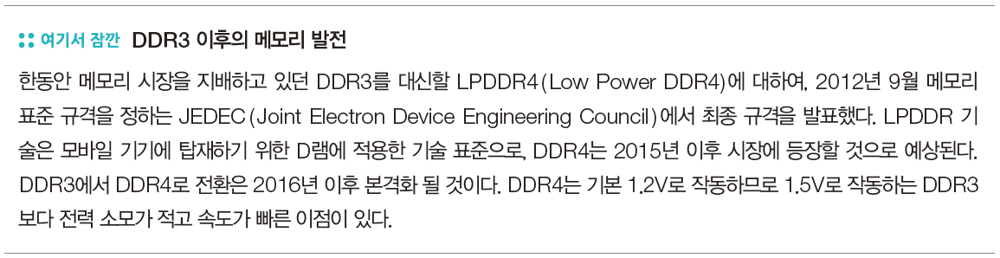 여기서 잠깐 DDR3 이후의 메모리 발전
한동안 메모리 시장을 지배하고 있던 DDR3를 대신할 LPDDR4(Low Power DDR4)에 대하여, 2012년 9월 메모리
표준 규격을 정하는 JEDEC(Joint Electron Device Engineering Council)에서 최종 규격을 발표했다. LPDDR 기
술은 모바일 기기에 탑재하기 위한 D램에 적용한 기술 표준으로, DDR4는 2015년 이후 시장에 등장할 것으로 예상된다.
DDR3에서 DDR4로 전환은 2016년 이후 본격화 될 것이다. DDR4는 기본 1.2V로 작동하므로 1.5V로 작동하는 DDR3
보다 전력 소모가 적고 속도가 빠른 이점이 있다.